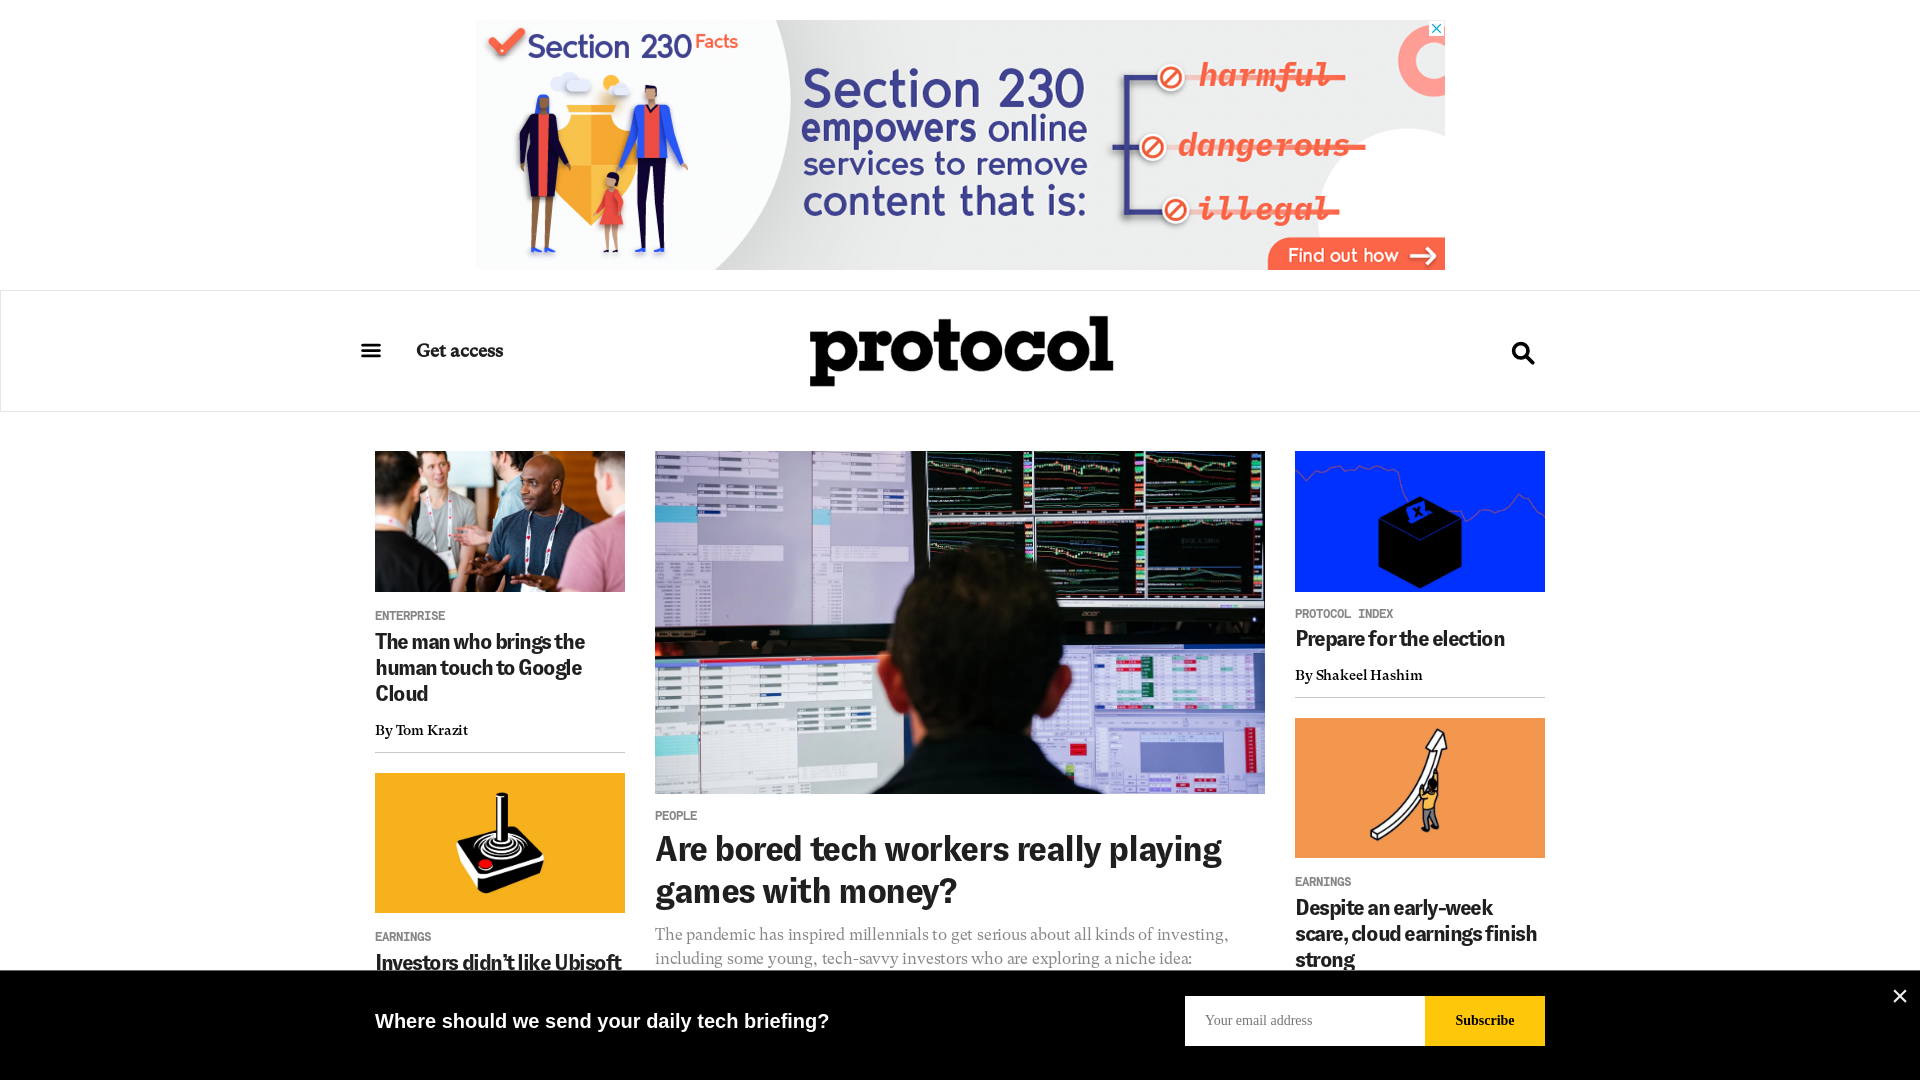 Section 230 Facts
Section 230
empowers online
services to remove
content that is:
harmful
dangerous
illegal
Find out how
Get access
protocol
ENTERPRISE
The man who brings the
human touch to Google
Cloud
By Tom Krazit
EARNINGS
Investors didn’t like Ubisoft
PEOPLE
Are bored tech workers really playing
games with money?
The pandemic has inspired millennials to get serious about all kinds of investing,
including some young, tech-savvy investors who are exploring a niche idea:
PROTOCOL INDEX
Prepare for the election
By Shakeel Hashim
EARNINGS
Despite an early-week
scare, cloud earnings finish
strong
Where should we send your daily tech briefing?
Your email address
Subscribe